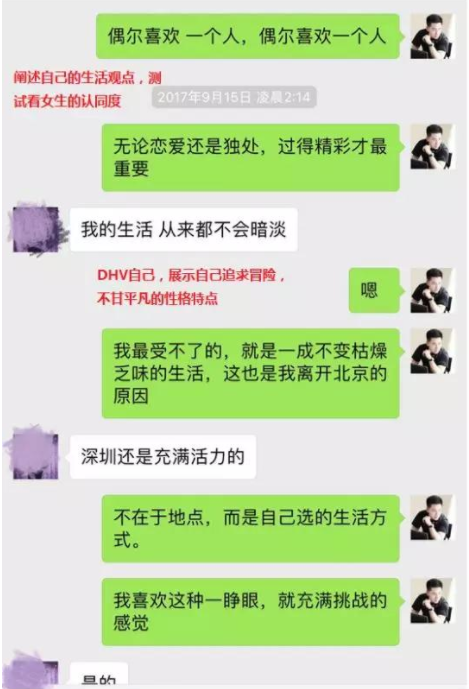 偶尔喜欢 一个人，偶尔喜欢一个人
阐述自己的生活观点，测
试看女生的认同度
2017年9月15日 凌晨2:14
无论恋爱还是独处，过得精彩才最
重要
我的生活 从来都不会暗淡
DHV自己，展示自己追求冒险，
不甘平凡的性格特点
嗯
我最受不了的，就是一成不变枯燥
乏味的生活，这也是我离开北京的
原因
深圳还是充满活力的
不在于地点，而是自己选的生活方
式。
我喜欢这种一睁眼，就充满挑战的
感觉
是的